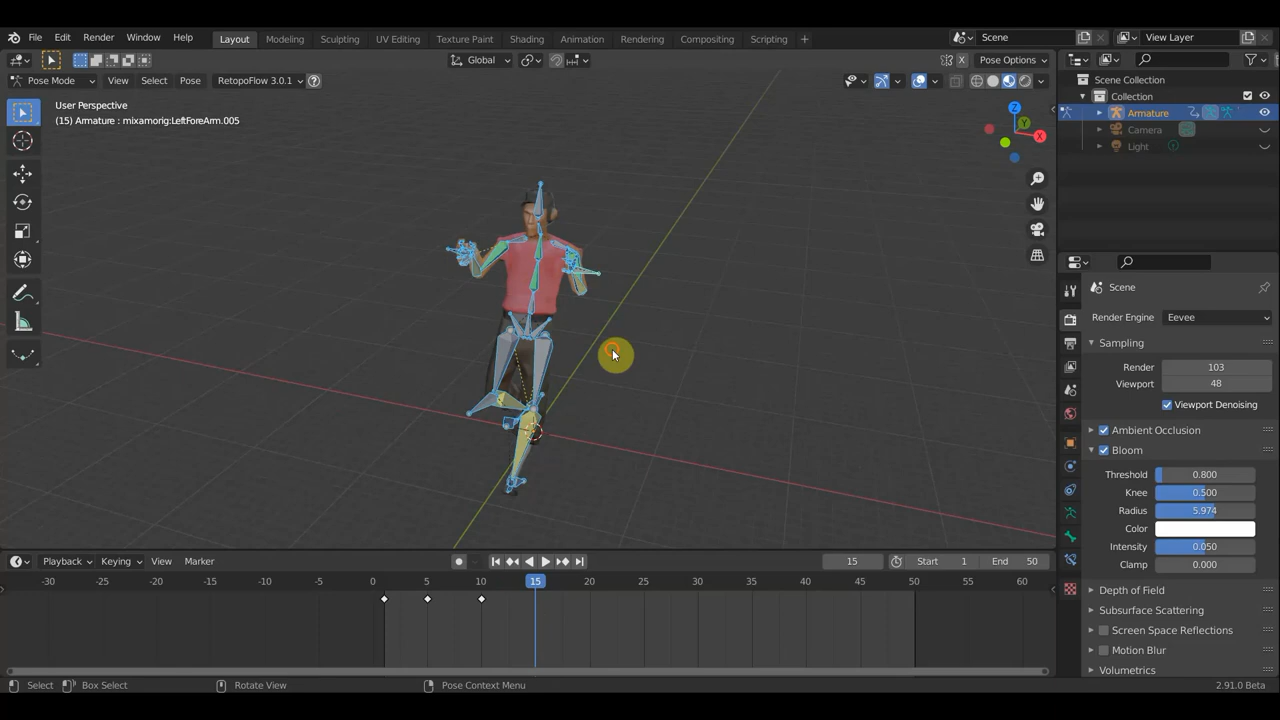 File Edit Render Window Help Layout Modeling Sculpting UV Editing Texture Paint Shading Animation Rendering Compositing Scripting + Scene View Layer
Global Pose Options
Pose Mode View Select Pose RetopoFlow 3.0.1 ?
User Perspective
(15) Armature : mixamorig:LeftForeArm.005
Z
Y
X
Scene Collection
Collection
Armature
Camera
Light
Scene
Render Engine Eevee
Sampling
Render 103
Viewport 48
Viewport Denoising
Ambient Occlusion
Bloom
Threshold 0.800
Knee 0.500
Radius 5.974
Color
Intensity 0.050
Clamp 0.000
Depth of Field
Subsurface Scattering
Screen Space Reflections
Motion Blur
Volumetrics
Playback Keying View Marker 15 Start 1 End 50
-30 -25 -20 -15 -10 -5 0 5 10 15 20 25 30 35 40 45 50 55 60
Select Box Select Rotate View Pose Context Menu 2.91.0 Beta